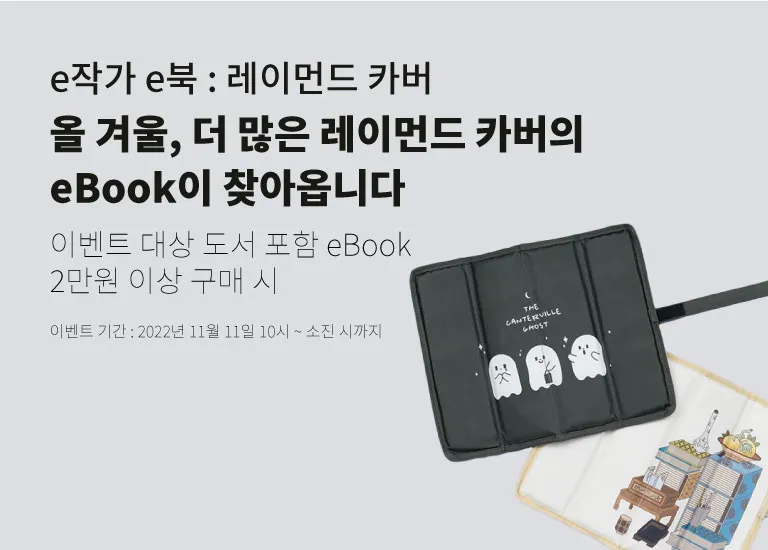 e작가 e북 : 레이먼드 카버
올 겨울, 더 많은 레이먼드 카버의
eBook이 찾아옵니다
이벤트 대상 도서 포함 eBook
2만원 이상 구매 시
이벤트 기간 : 2022년 11월 11일 10시 ~ 소진 시까지
THE
CANTERVILLE
GHOST